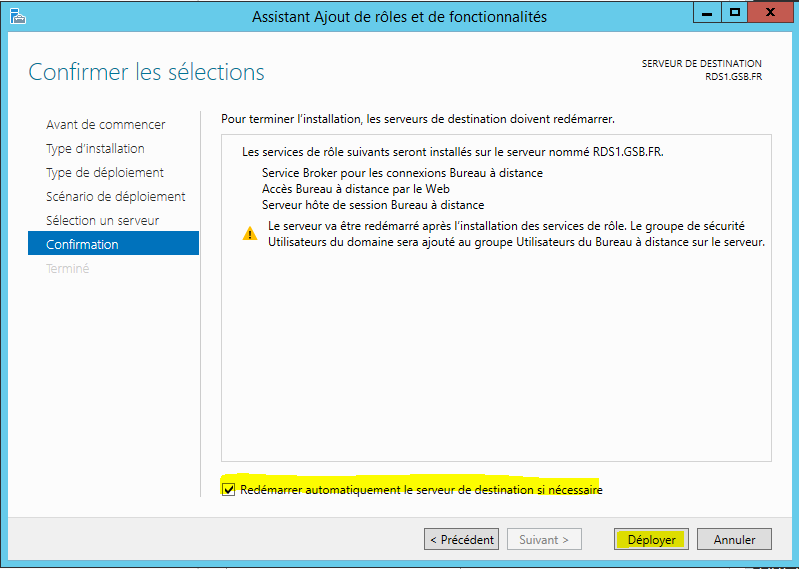 Assistant Ajout de rôles et de fonctionnalités
Confirmer les sélections
SERVEUR DE DESTINATION
RDS1.GSB.FR
Avant de commencer
Type d'installation
Type de déploiement
Scénario de déploiement
Sélection un serveur
Confirmation
Terminé
Pour terminer l'installation, les serveurs de destination doivent redémarrer.
Les services de rôle suivants seront installés sur le serveur nommé RDS1.GSB.FR.
Service Broker pour les connexions Bureau à distance
Accès Bureau à distance par le Web
Serveur hôte de session Bureau à distance
Le serveur va être redémarré après l'installation des services de rôle. Le groupe de sécurité
Utilisateurs du domaine sera ajouté au groupe Utilisateurs du Bureau à distance sur le serveur.
Redémarrer automatiquement le serveur de destination si nécessaire
< Précédent
Suivant >
Déployer
Annuler